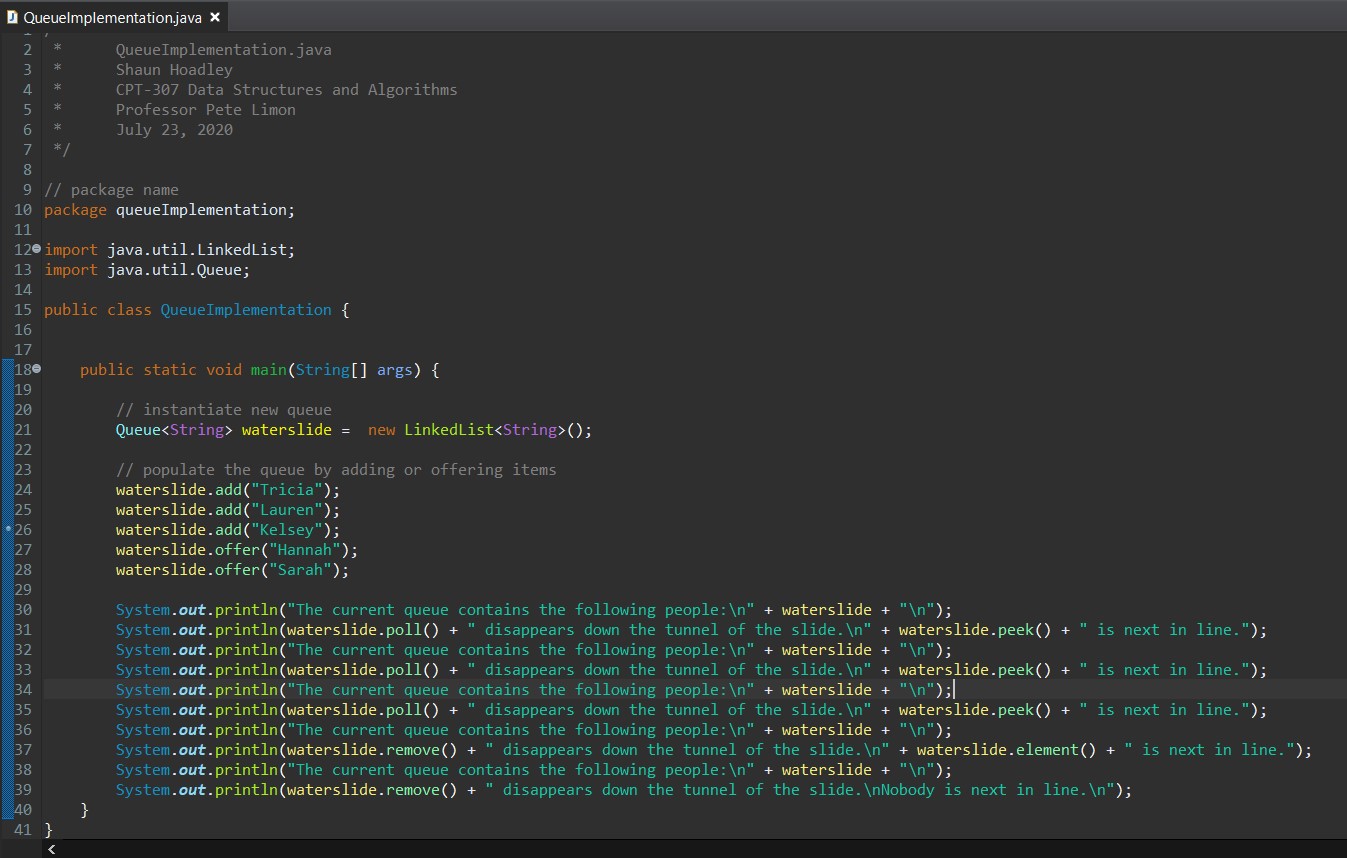 QueueImplementation.java
2 *      QueueImplementation.java
3 *      Shaun Hoadley
4 *      CPT-307 Data Structures and Algorithms
5 *      Professor Pete Limon
6 *      July 23, 2020
7 */
8
9 // package name
10 package queueImplementation;
11
12 import java.util.LinkedList;
13 import java.util.Queue;
14
15 public class QueueImplementation {
16
17
18     public static void main(String[] args) {
19
20         // instantiate new queue
21         Queue<String> waterslide =  new LinkedList<String>();
22
23         // populate the queue by adding or offering items
24         waterslide.add("Tricia");
25         waterslide.add("Lauren");
26         waterslide.add("Kelsey");
27         waterslide.offer("Hannah");
28         waterslide.offer("Sarah");
29
30         System.out.println("The current queue contains the following people:\n" + waterslide + "\n");
31         System.out.println(waterslide.poll() + " disappears down the tunnel of the slide.\n" + waterslide.peek() + " is next in line.");
32         System.out.println("The current queue contains the following people:\n" + waterslide + "\n");
33         System.out.println(waterslide.poll() + " disappears down the tunnel of the slide.\n" + waterslide.peek() + " is next in line.");
34         System.out.println("The current queue contains the following people:\n" + waterslide + "\n");
35         System.out.println(waterslide.poll() + " disappears down the tunnel of the slide.\n" + waterslide.peek() + " is next in line.");
36         System.out.println("The current queue contains the following people:\n" + waterslide + "\n");
37         System.out.println(waterslide.remove() + " disappears down the tunnel of the slide.\n" + waterslide.element() + " is next in line.");
38         System.out.println("The current queue contains the following people:\n" + waterslide + "\n");
39         System.out.println(waterslide.remove() + " disappears down the tunnel of the slide.\nNobody is next in line.\n");
40     }
41 }